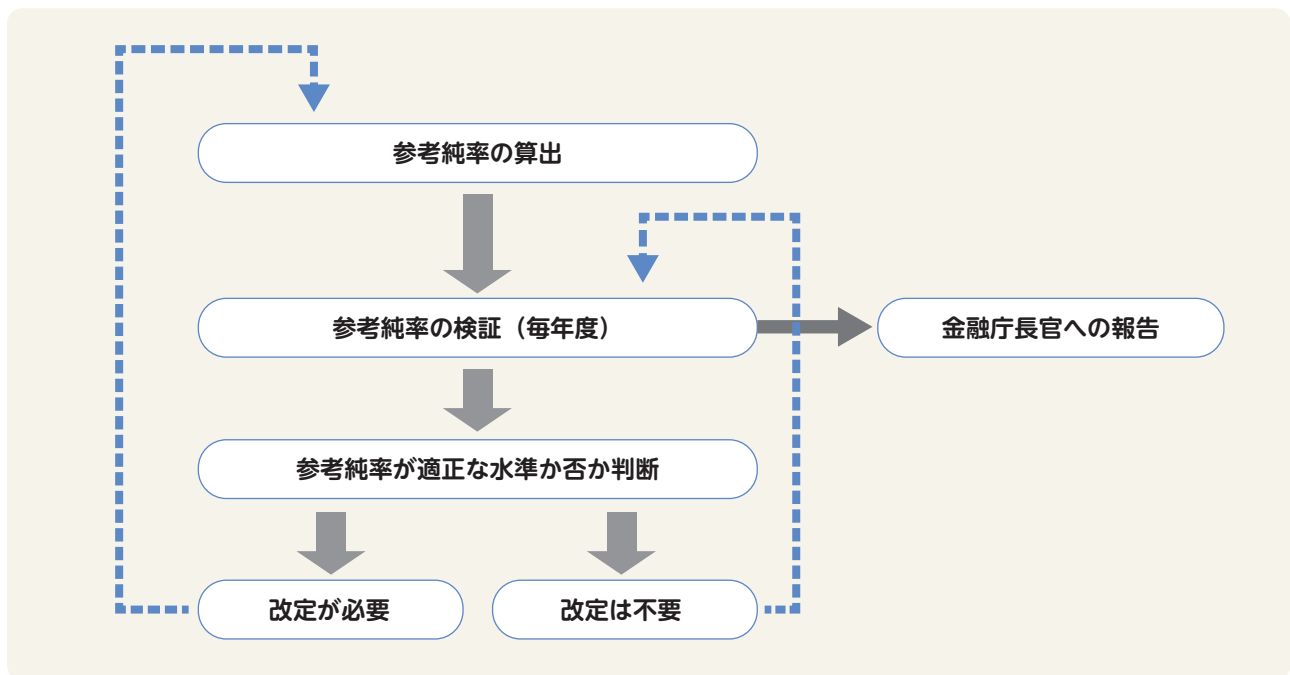 参考純率の算出
参考純率の検証（毎年度）
金融庁長官への報告
参考純率が適正な水準か否か判断
改定が必要
改定は不要